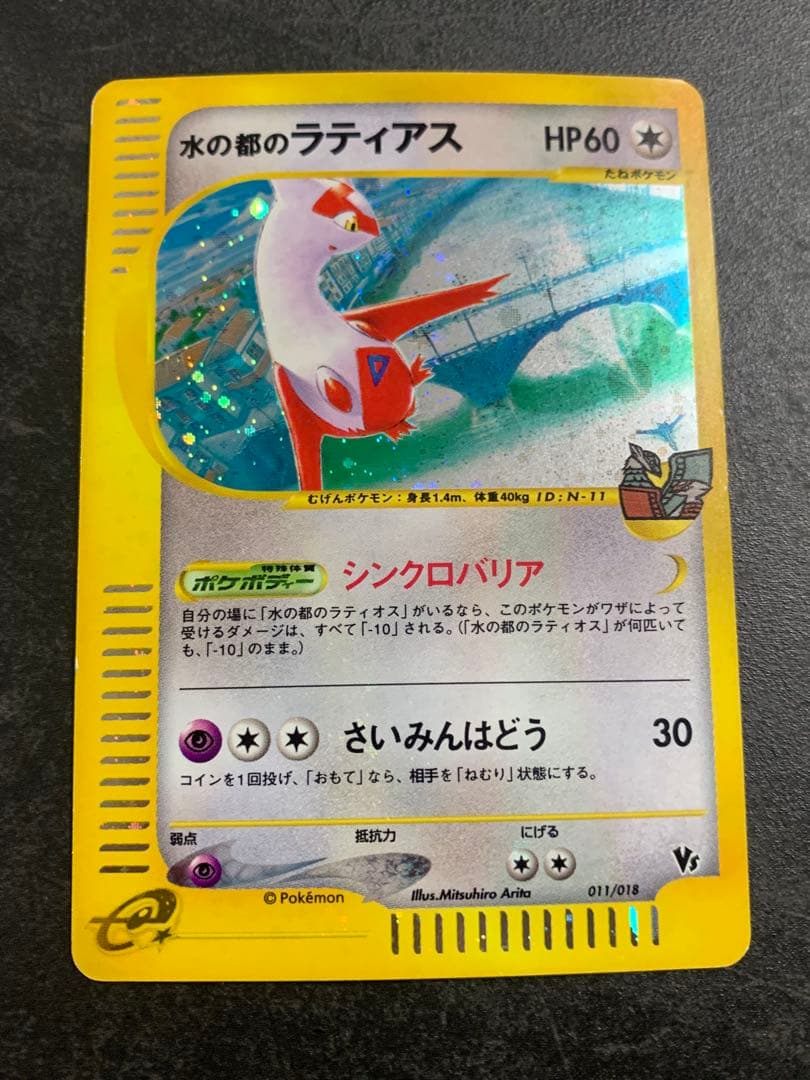 水の都のラティアス HP60
たねポケモン
むげんポケモン：身長1.4m、体重40kg ID：N-11
特殊体質
ポケボディー シンクロバリア
自分の場に「水の都のラティオス」がいるなら、このポケモンがワザによって
受けるダメージは、すべて「-10」される。（「水の都のラティオス」が何匹いて
も、「-10」のまま。）
さいみんはどう 30
コインを1回投げ、「おもて」なら、相手を「ねむり」状態にする。
弱点 抵抗力 にげる
©Pokémon Illus.Mitsuhiro Arita 011/018 VS
e